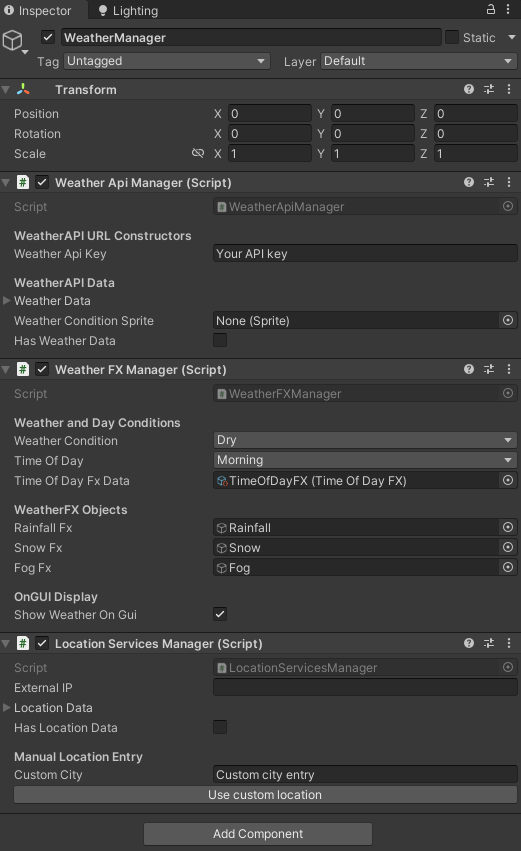 Inspector Lighting
WeatherManager Static
Tag Untagged Layer Default
Transform
Position X 0 Y 0 Z 0
Rotation X 0 Y 0 Z 0
Scale X 1 Y 1 Z 1
# Weather Api Manager (Script)
Script # WeatherApiManager
WeatherAPI URL Constructors
Weather Api Key Your API key
WeatherAPI Data
Weather Data
Weather Condition Sprite None (Sprite)
Has Weather Data
# Weather FX Manager (Script)
Script # WeatherFXManager
Weather and Day Conditions
Weather Condition Dry
Time Of Day Morning
Time Of Day Fx Data TimeOfDayFX (Time Of Day FX)
WeatherFX Objects
Rainfall Fx Rainfall
Snow Fx Snow
Fog Fx Fog
OnGUI Display
Show Weather On Gui
# Location Services Manager (Script)
Script # LocationServicesManager
External IP
Location Data
Has Location Data
Manual Location Entry
Custom City Custom city entry
Use custom location
Add Component